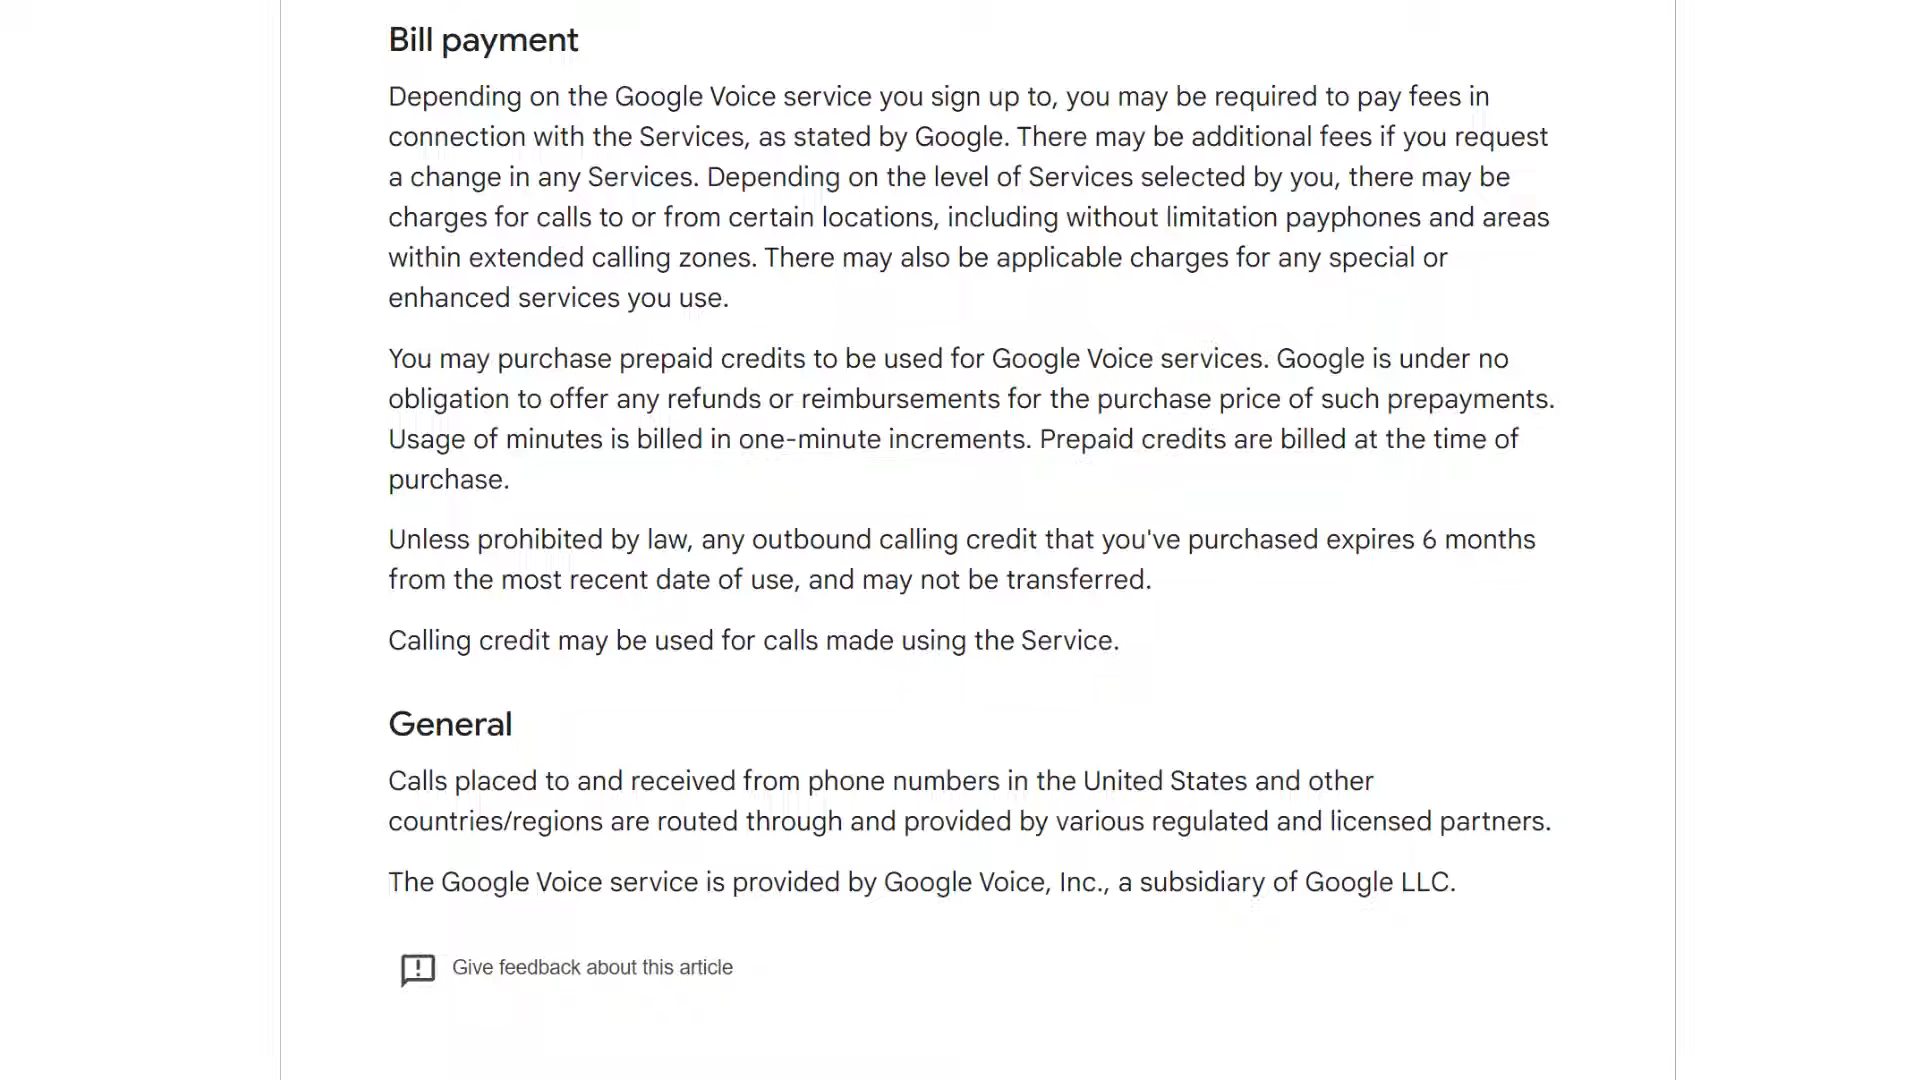 Bill payment
Depending on the Google Voice service you sign up to, you may be required to pay fees in
connection with the Services, as stated by Google. There may be additional fees if you request
a change in any Services. Depending on the level of Services selected by you, there may be
charges for calls to or from certain locations, including without limitation payphones and areas
within extended calling zones. There may also be applicable charges for any special or
enhanced services you use.
You may purchase prepaid credits to be used for Google Voice services. Google is under no
obligation to offer any refunds or reimbursements for the purchase price of such prepayments.
Usage of minutes is billed in one-minute increments. Prepaid credits are billed at the time of
purchase.
Unless prohibited by law, any outbound calling credit that you've purchased expires 6 months
from the most recent date of use, and may not be transferred.
Calling credit may be used for calls made using the Service.
General
Calls placed to and received from phone numbers in the United States and other
countries/regions are routed through and provided by various regulated and licensed partners.
The Google Voice service is provided by Google Voice, Inc., a subsidiary of Google LLC.
Give feedback about this article